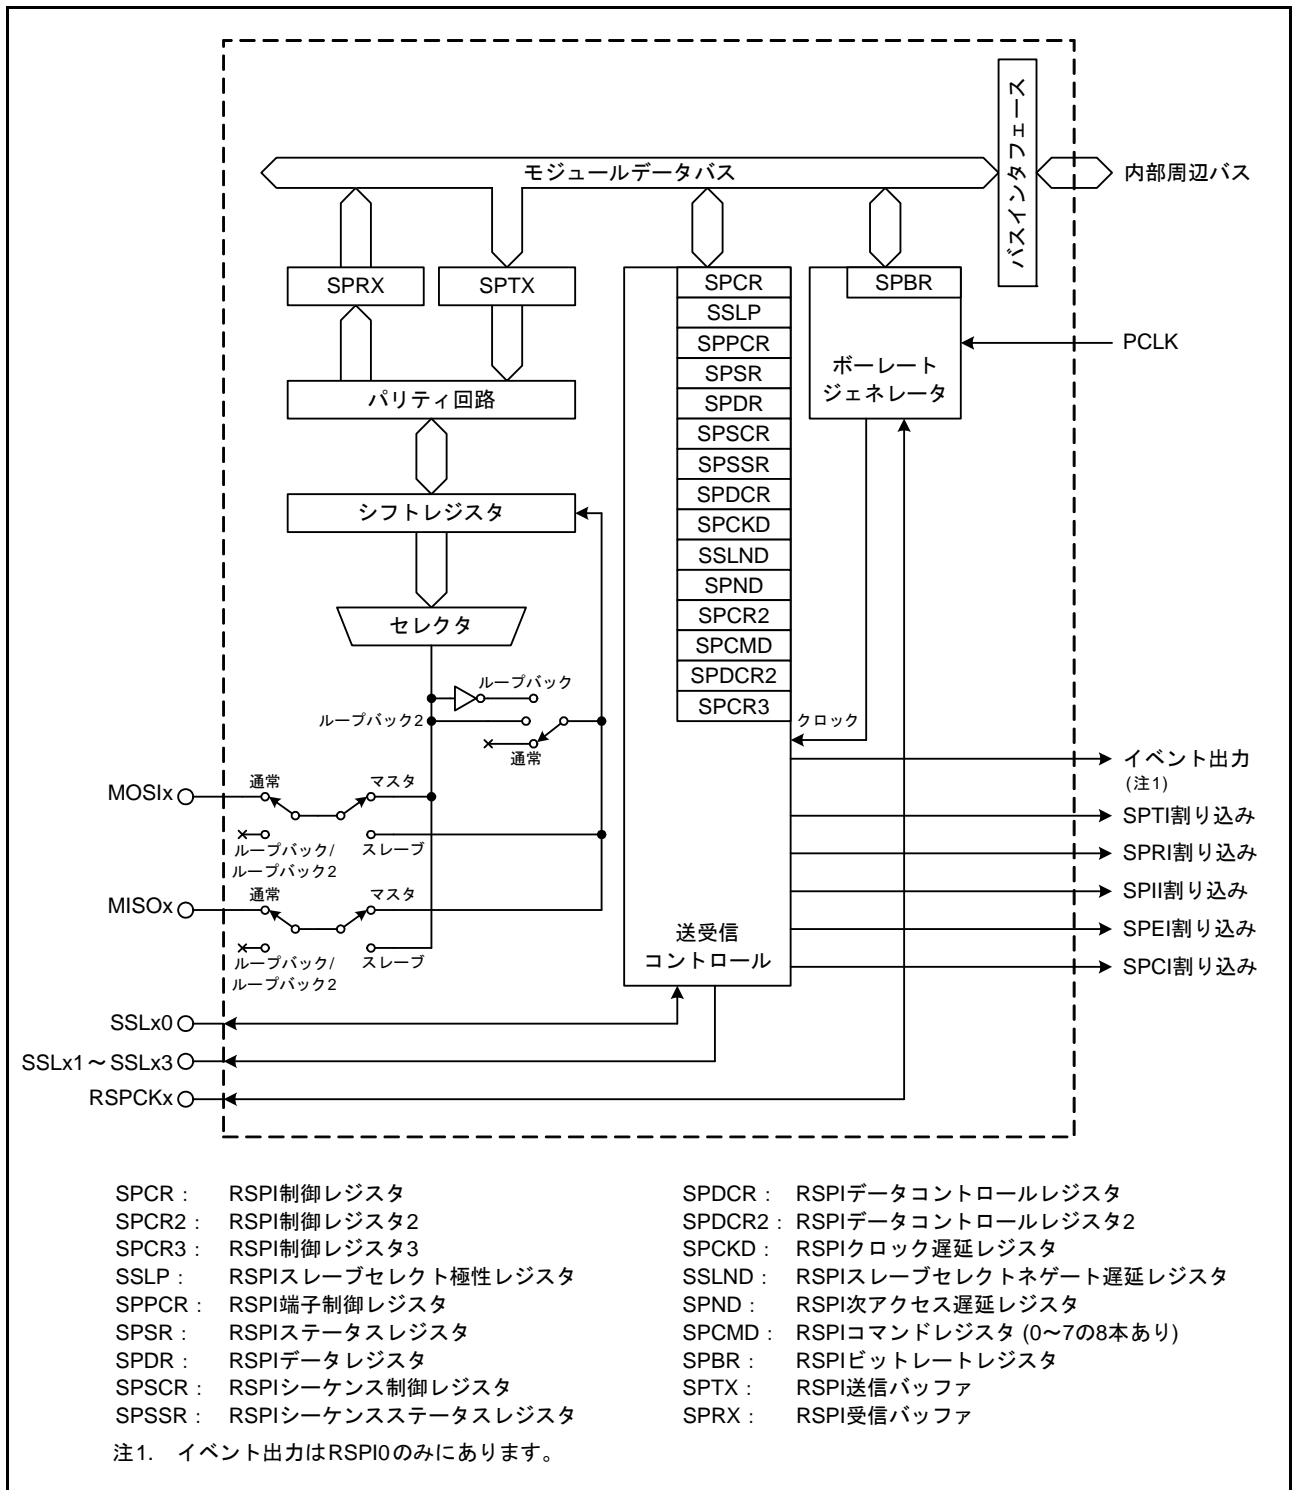 バスインタフェース
モジュールデータバス
内部周辺バス
SPRX
SPTX
SPCR
SPBR
SSLP
SPPCR
PCLK
SPSR
ボーレート
ジェネレータ
パリティ回路
SPDR
SPSCR
SPSSR
SPDCR
シフトレジスタ
SPCKD
SSLND
SPND
SPCR2
セレクタ
SPCMD
SPDCR2
ループバック
SPCR3
ループバック2
クロック
通常
イベント出力
(注1)
MOSIx
通常
マスタ
SPTI割り込み
ループバック/
ループバック2
スレーブ
SPRI割り込み
MISOx
通常
マスタ
SPII割り込み
送受信
コントロール
SPEI割り込み
ループバック/
ループバック2
スレーブ
SPCI割り込み
SSLx0
SSLx1～SSLx3
RSPCKx
SPCR： RSPI制御レジスタ
SPCR2： RSPI制御レジスタ2
SPCR3： RSPI制御レジスタ3
SSLP： RSPIスレーブセレクト極性レジスタ
SPPCR： RSPI端子制御レジスタ
SPSR： RSPIステータスレジスタ
SPDR： RSPIデータレジスタ
SPSCR： RSPIシーケンス制御レジスタ
SPSSR： RSPIシーケンスステータスレジスタ
SPDCR： RSPIデータコントロールレジスタ
SPDCR2： RSPIデータコントロールレジスタ2
SPCKD： RSPIクロック遅延レジスタ
SSLND： RSPIスレーブセレクトネゲート遅延レジスタ
SPND： RSPI次アクセス遅延レジスタ
SPCMD： RSPIコマンドレジスタ (0～7の8本あり)
SPBR： RSPIビットレートレジスタ
SPTX： RSPI送信バッファ
SPRX： RSPI受信バッファ
注1. イベント出力はRSPI0のみにあります。